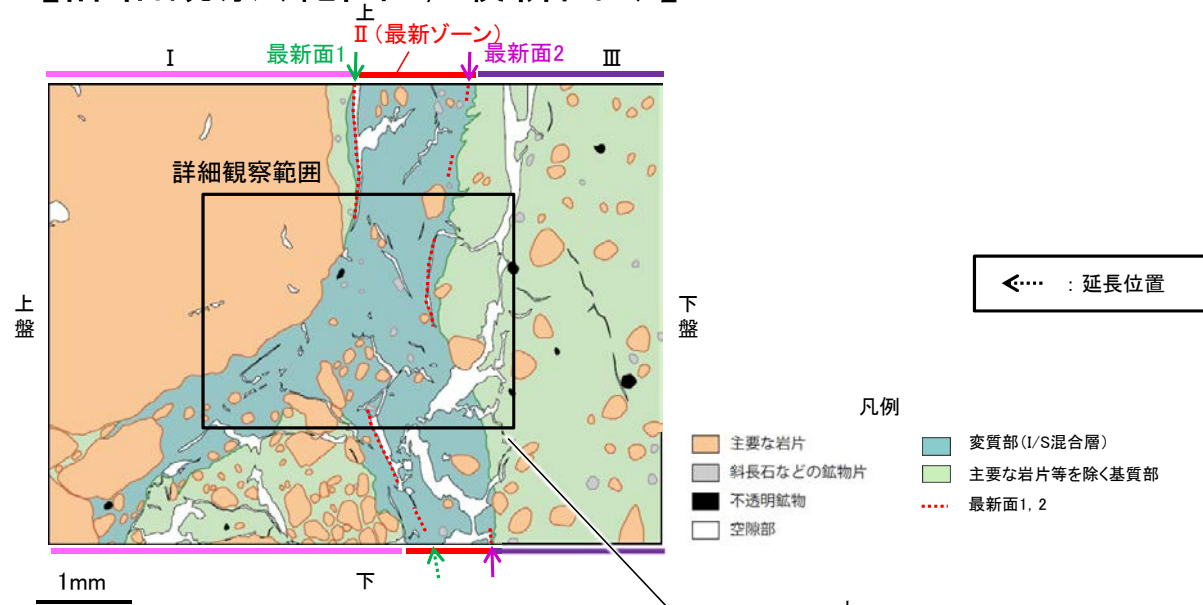 上
Ⅱ(最新ゾーン)
Ⅰ
最新面1
最新面2
Ⅲ
詳細観察範囲
上盤
下盤
: 延長位置
凡例
主要な岩片
変質部(I/S混合層)
斜長石などの鉱物片
主要な岩片等を除く基質部
不透明鉱物
最新面1, 2
空隙部
1mm
下